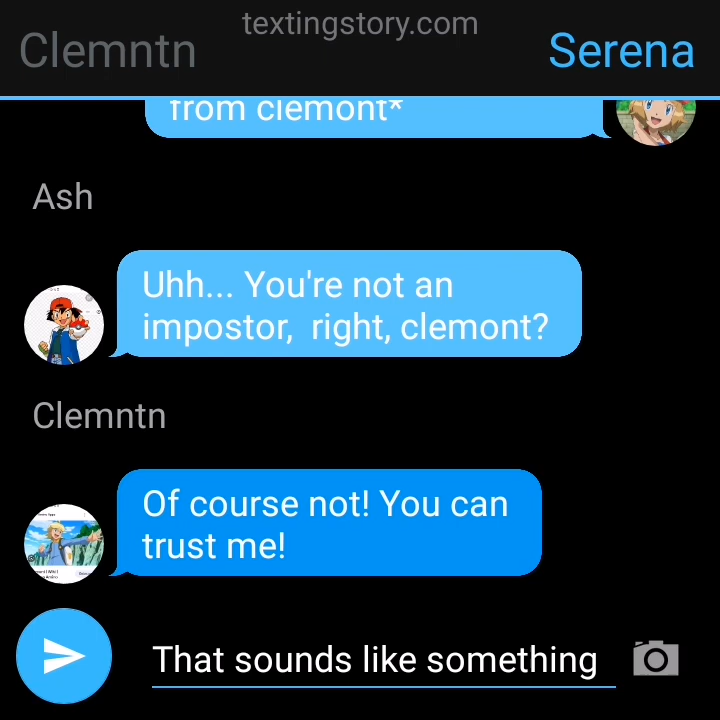 textingstory.com
Clemntn
Serena
from clemont*
Ash
Uhh... You're not an
impostor, right, clemont?
Clemntn
Of course not! You can
trust me!
That sounds like something